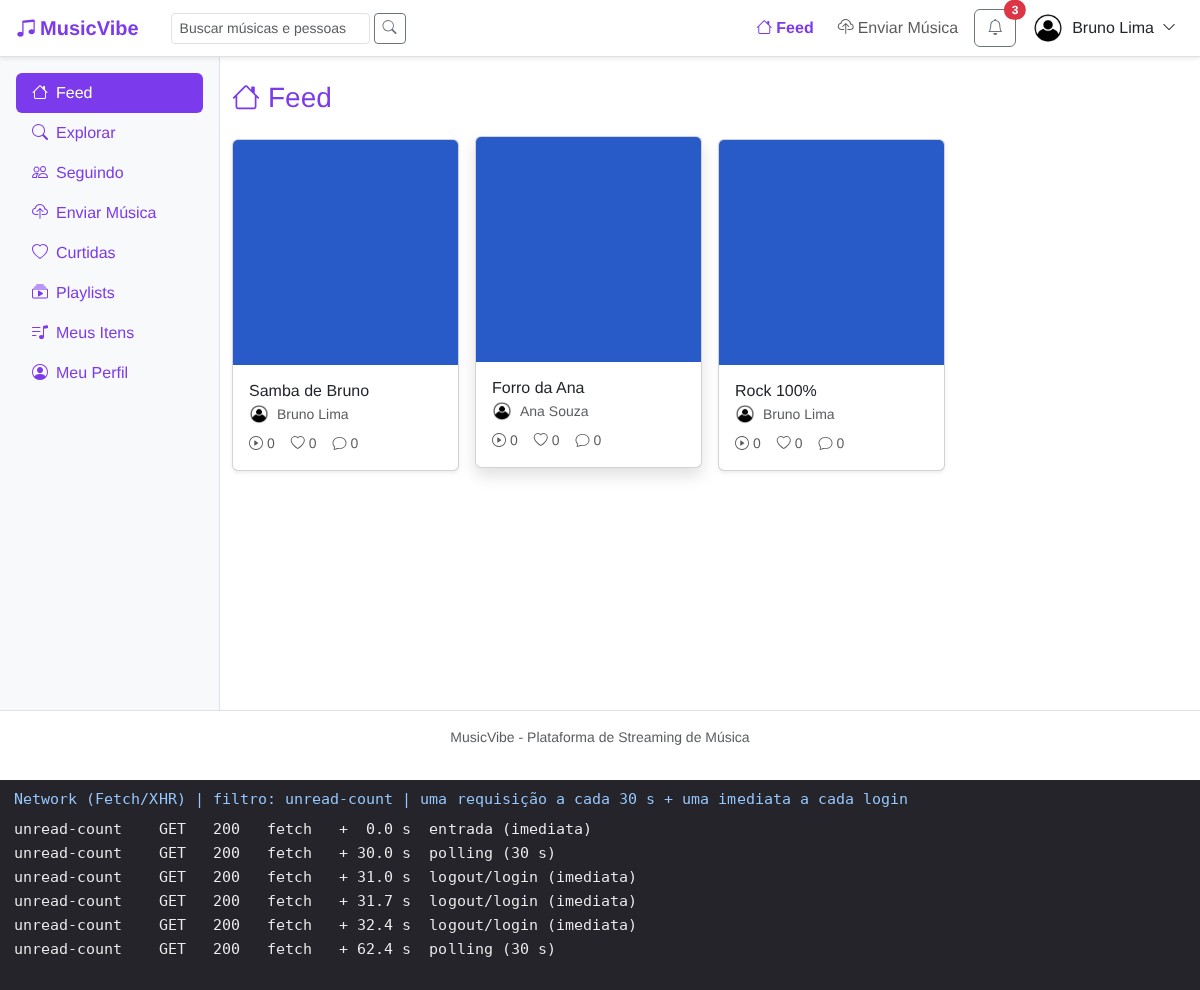 MusicVibe
Buscar músicas e pessoas
Feed
Enviar Música
3
Bruno Lima
Feed
Explorar
Seguindo
Enviar Música
Curtidas
Playlists
Meus Itens
Meu Perfil
Feed
Samba de Bruno
Bruno Lima
0 0 0
Forro da Ana
Ana Souza
0 0 0
Rock 100%
Bruno Lima
0 0 0
MusicVibe - Plataforma de Streaming de Música
Network (Fetch/XHR) | filtro: unread-count | uma requisição a cada 30 s + uma imediata a cada login
unread-count GET 200 fetch + 0.0 s entrada (imediata)
unread-count GET 200 fetch + 30.0 s polling (30 s)
unread-count GET 200 fetch + 31.0 s logout/login (imediata)
unread-count GET 200 fetch + 31.7 s logout/login (imediata)
unread-count GET 200 fetch + 32.4 s logout/login (imediata)
unread-count GET 200 fetch + 62.4 s polling (30 s)